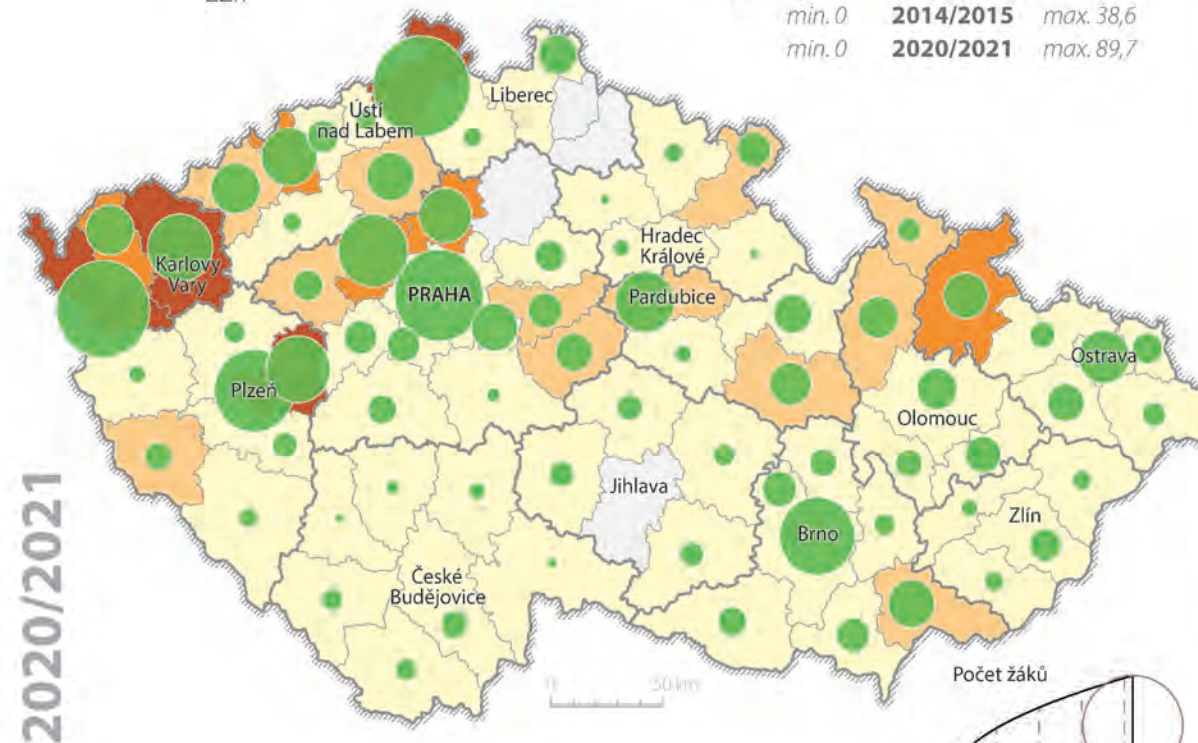 min. 0 2014/2015 max. 38,6
min. 0 2020/2021 max. 89,7
Liberec
Ústí
nad Labem
Hradec
Králové
Karlovy
Vary
PRAHA
Pardubice
Ostrava
Plzeň
Olomouc
Jihlava
Zlín
Brno
České
Budějovice
2020/2021
0 50 km
Počet žáků